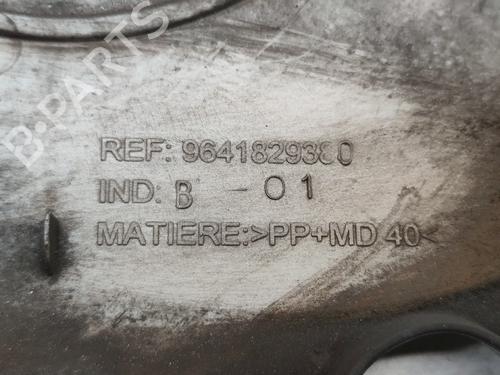 B-PARTS
REF: 9641829380
IND: B - 01
MATIERE:>PP+MD 40<